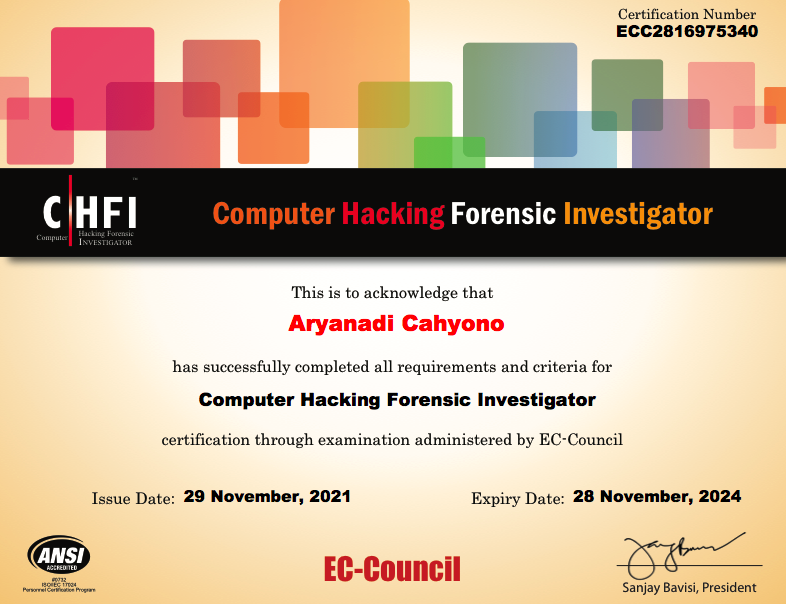 Certification Number
ECC2816975340
™
CHFI
Computer
Hacking Forensic
INVESTIGATOR
Computer Hacking Forensic Investigator
This is to acknowledge that
Aryanadi Cahyono
has successfully completed all requirements and criteria for
Computer Hacking Forensic Investigator
certification through examination administered by EC-Council
Issue Date: 29 November, 2021
Expiry Date: 28 November, 2024
ANSI
ACCREDITED
#0732
ISO/IEC 17024
Personnel Certification Program
EC-Council
Sanjay Bavisi, President